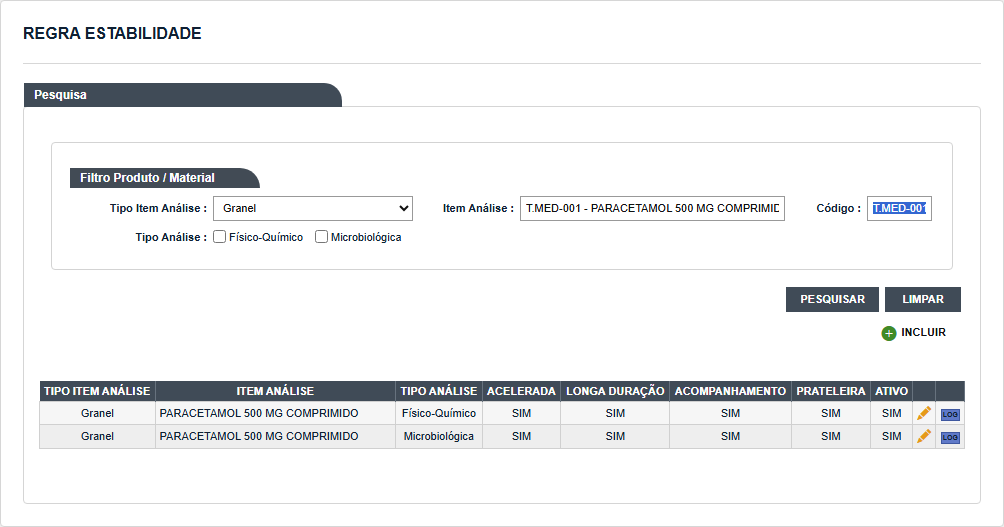 REGRA ESTABILIDADE
Pesquisa
Filtro Produto / Material
Tipo Item Análise : Granel Item Análise : T.MED-001 - PARACETAMOL 500 MG COMPRIMID Código : T.MED-001
Tipo Análise : Físico-Químico Microbiológica
PESQUISAR LIMPAR
INCLUIR
TIPO ITEM ANÁLISE ITEM ANÁLISE TIPO ANÁLISE ACELERADA LONGA DURAÇÃO ACOMPANHAMENTO PRATELEIRA ATIVO
Granel PARACETAMOL 500 MG COMPRIMIDO Físico-Químico SIM SIM SIM SIM SIM LOG
Granel PARACETAMOL 500 MG COMPRIMIDO Microbiológica SIM SIM SIM SIM SIM LOG